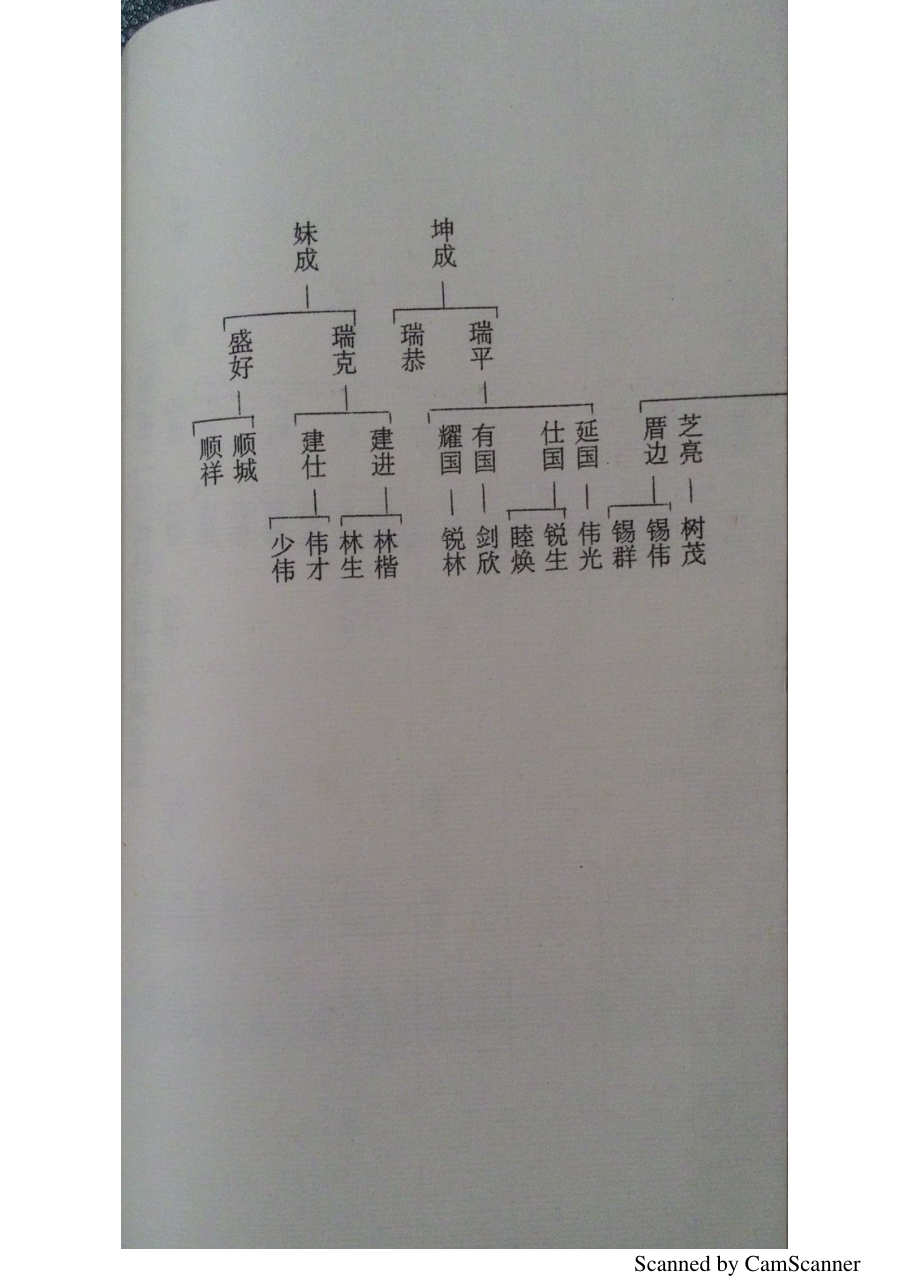 坤成
妹成
瑞平
瑞恭
瑞克
盛好
芝亮
厝边
延国
仕国
有国
耀国
建进
建仕
顺城
顺祥
树茂
锡伟
锡群
伟光
锐生
睦焕
剑欣
锐林
林楷
林生
伟才
少伟
Scanned by CamScanner